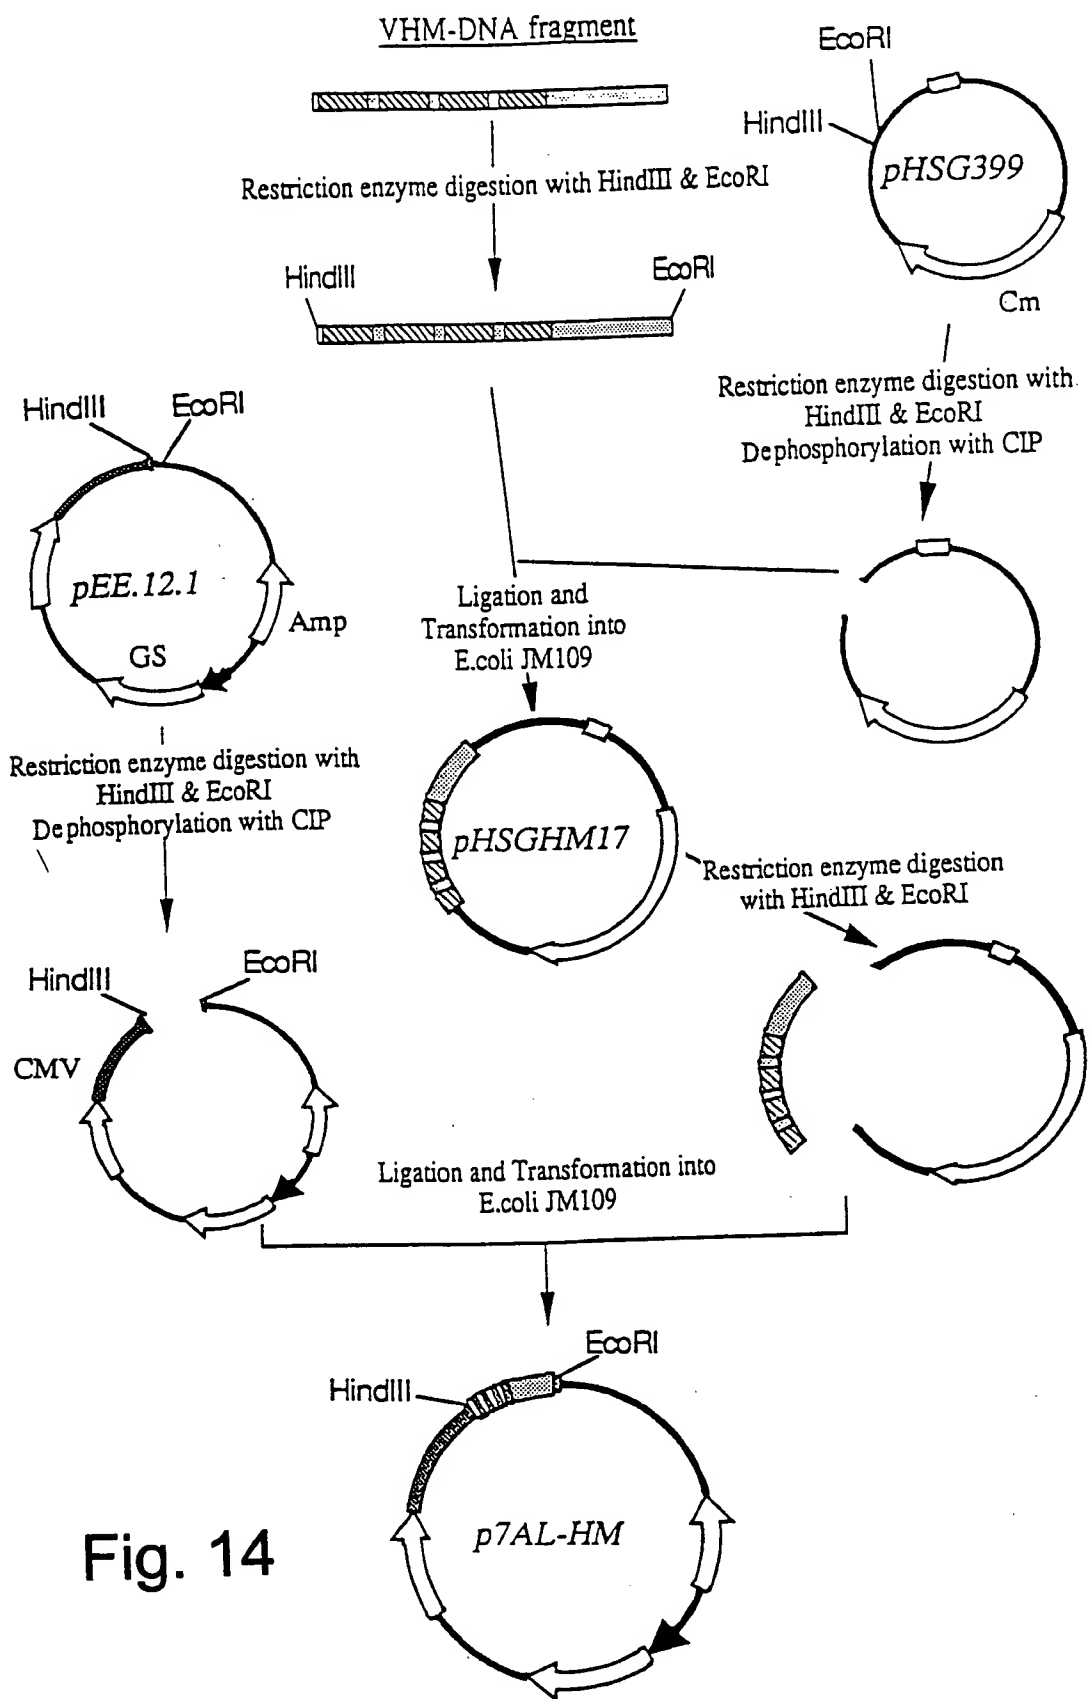 VHM-DNA fragment
EcoRI
HindIII
pHSG399
Cm
Restriction enzyme digestion with HindIII & EcoRI
HindIII
EcoRI
Restriction enzyme digestion with
HindIII & EcoRI
Dephosphorylation with CIP
HindIII
EcoRI
pEE.12.1
Amp
GS
Ligation and
Transformation into
E.coli JM109
Restriction enzyme digestion with
HindIII & EcoRI
Dephosphorylation with CIP
pHSGHM17
Restriction enzyme digestion
with HindIII & EcoRI
HindIII
EcoRI
CMV
Ligation and Transformation into
E.coli JM109
HindIII
EcoRI
p7AL-HM
Fig. 14